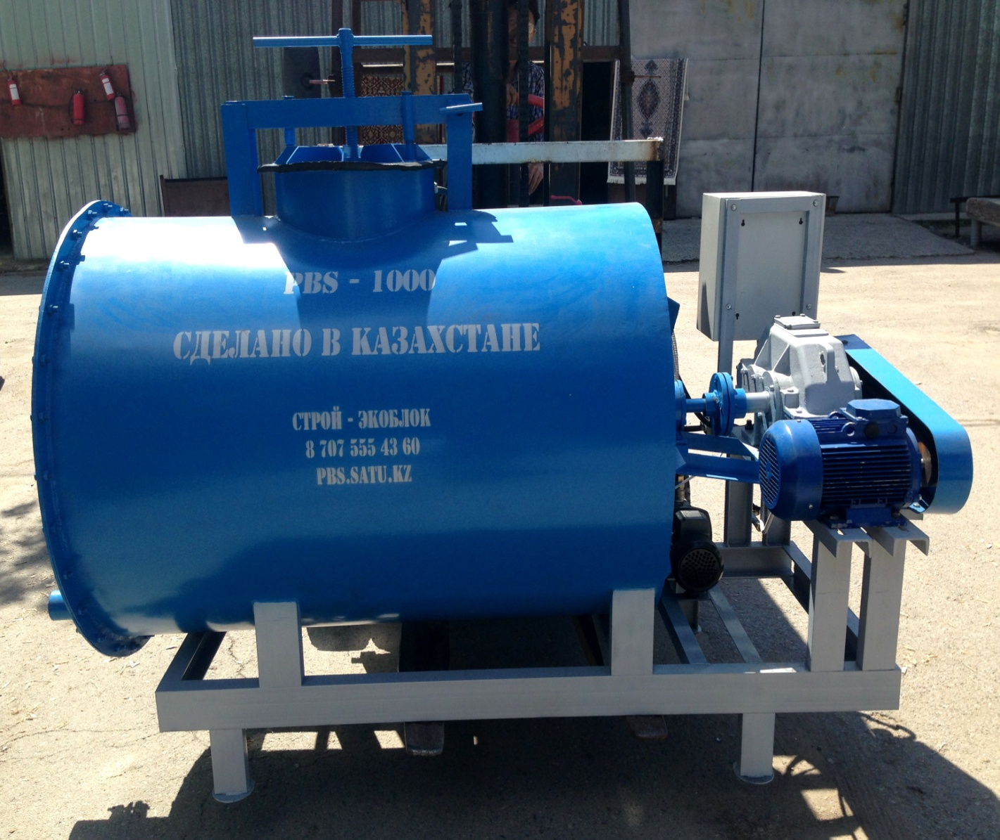 PBS - 1000
СДЕЛАНО В КАЗАХСТАНЕ
СТРОЙ - ЭКОБЛОК
8 707 555 43 60
PBS.SATU.KZ